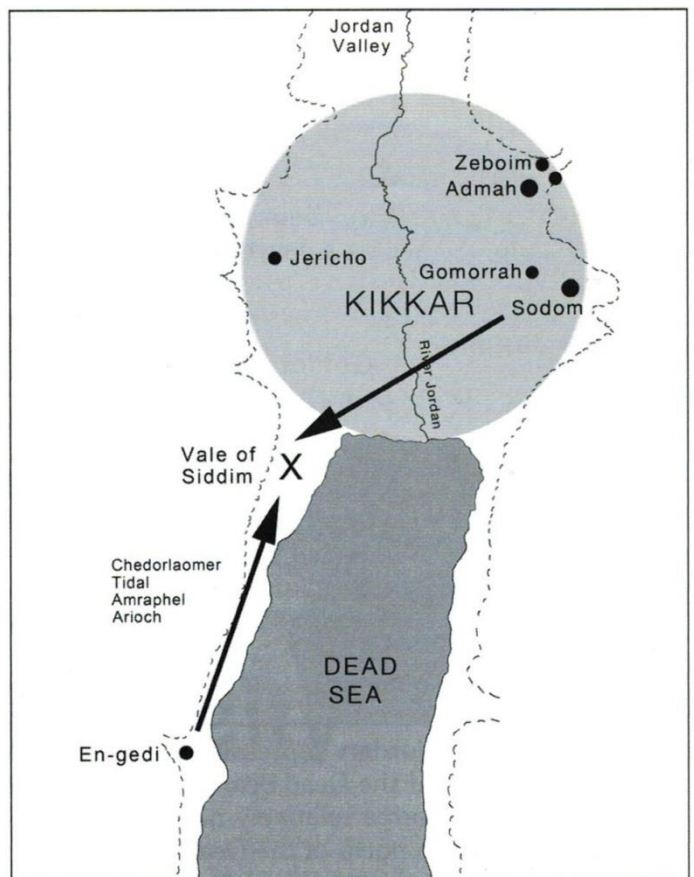 Jordan
Valley
Zeboim
Admah
Jericho
Gomorrah
KIKKAR
Sodom
River Jordan
Vale of
Siddim
X
Chedorlaomer
Tidal
Amraphel
Arioch
DEAD
SEA
En-gedi